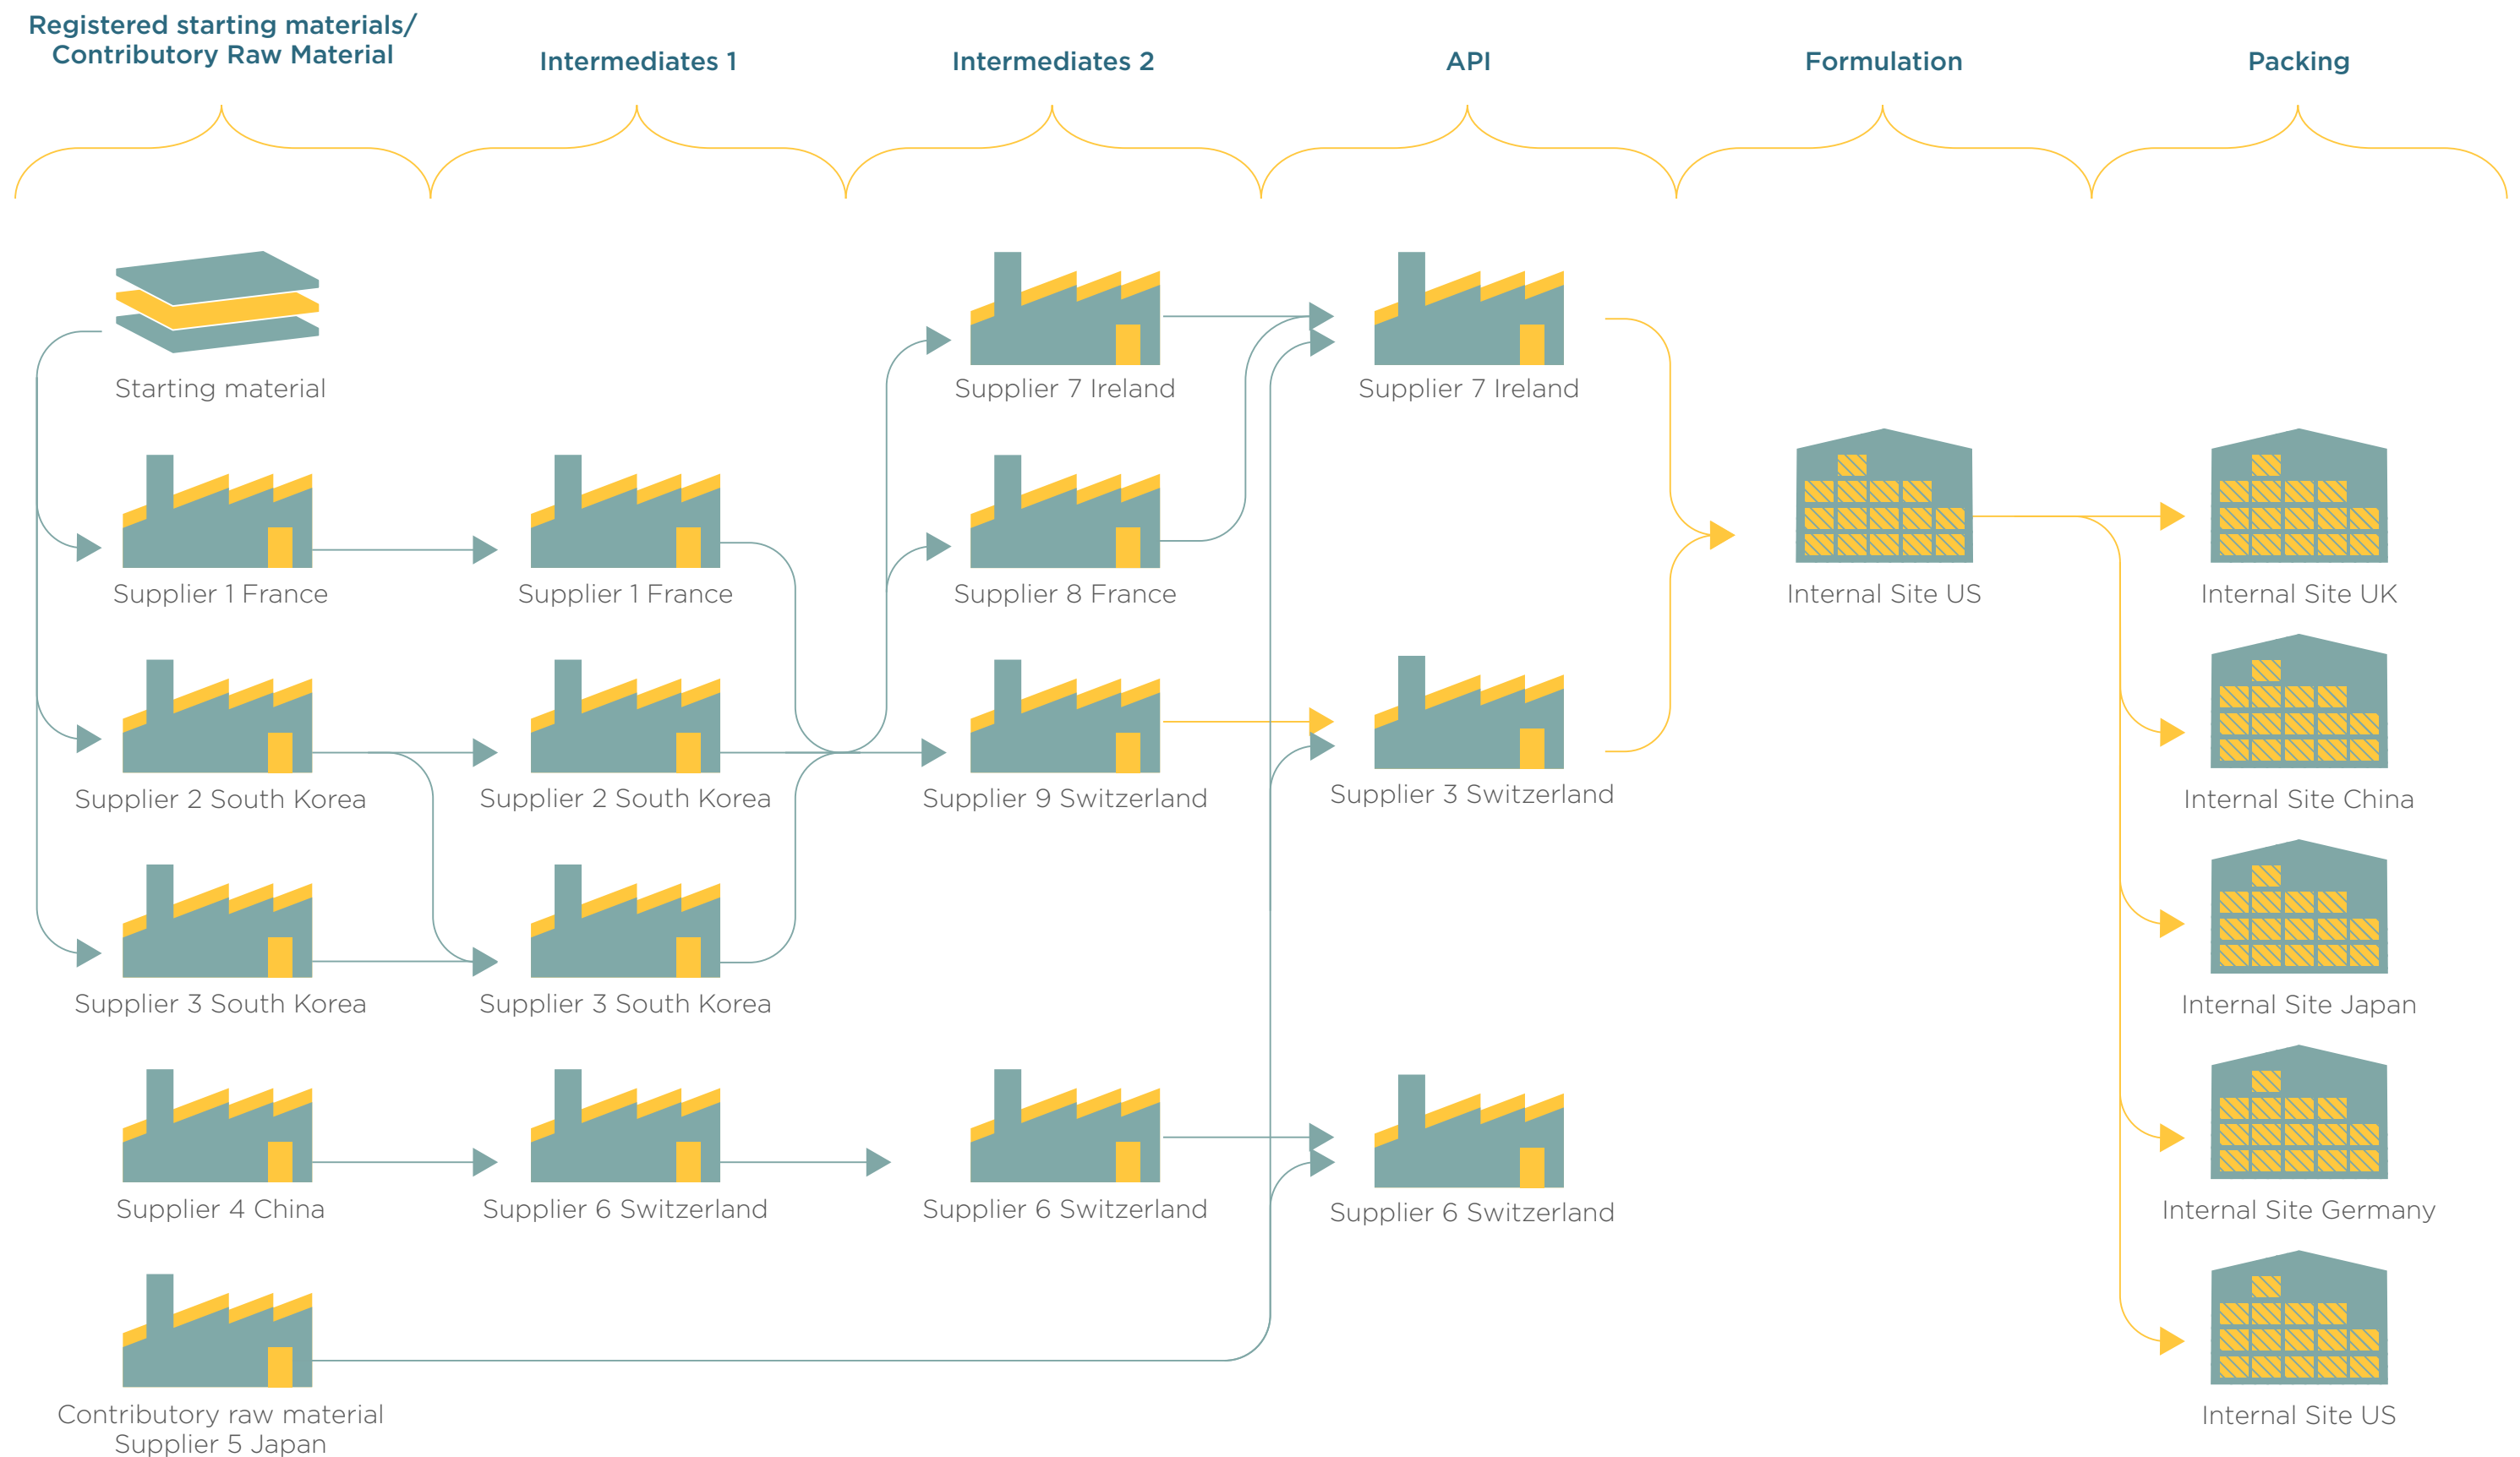 Registered starting materials/
Contributory Raw Material
Intermediates 1
Intermediates 2
API
Formulation
Packing
Starting material
Supplier 7 Ireland
Supplier 7 Ireland
Supplier 1 France
Supplier 1 France
Supplier 8 France
Internal Site US
Internal Site UK
Supplier 2 South Korea
Supplier 2 South Korea
Supplier 9 Switzerland
Supplier 3 Switzerland
Internal Site China
Supplier 3 South Korea
Supplier 3 South Korea
Internal Site Japan
Supplier 4 China
Supplier 6 Switzerland
Supplier 6 Switzerland
Supplier 6 Switzerland
Internal Site Germany
Contributory raw material
Supplier 5 Japan
Internal Site US